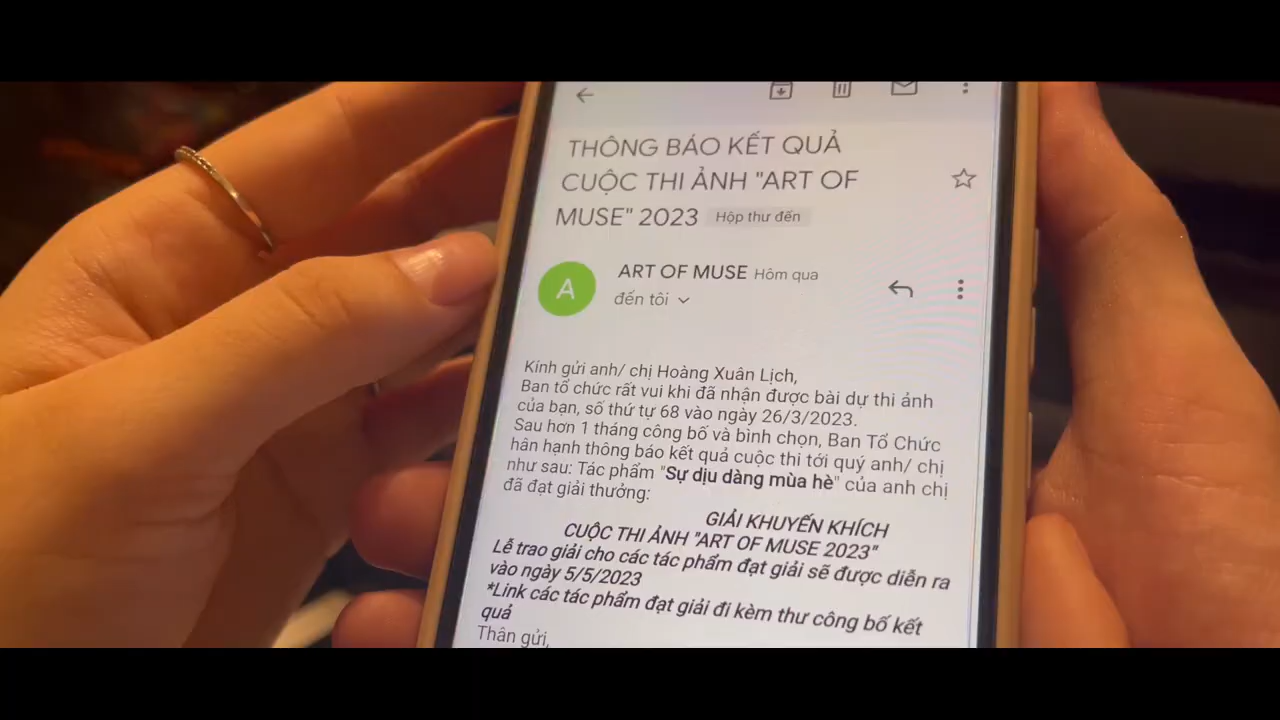 THÔNG BÁO KẾT QUẢ
CUỘC THI ẢNH "ART OF
MUSE" 2023 Hộp thư đến
A
ART OF MUSE Hôm qua
đến tôi
Kính gửi anh/ chị Hoàng Xuân Lịch,
Ban tổ chức rất vui khi đã nhận được bài dự thi ảnh
của bạn, số thứ tự 68 vào ngày 26/3/2023.
Sau hơn 1 tháng công bố và bình chọn, Ban Tổ Chức
hân hạnh thông báo kết quả cuộc thi tới quý anh/ chị
như sau: Tác phẩm "Sự dịu dàng mùa hè" của anh chị
đã đạt giải thưởng:
GIẢI KHUYẾN KHÍCH
CUỘC THI ẢNH "ART OF MUSE 2023"
Lễ trao giải cho các tác phẩm đạt giải sẽ được diễn ra
vào ngày 5/5/2023
*Link các tác phẩm đạt giải đi kèm thư công bố kết
quả
Thân gửi,